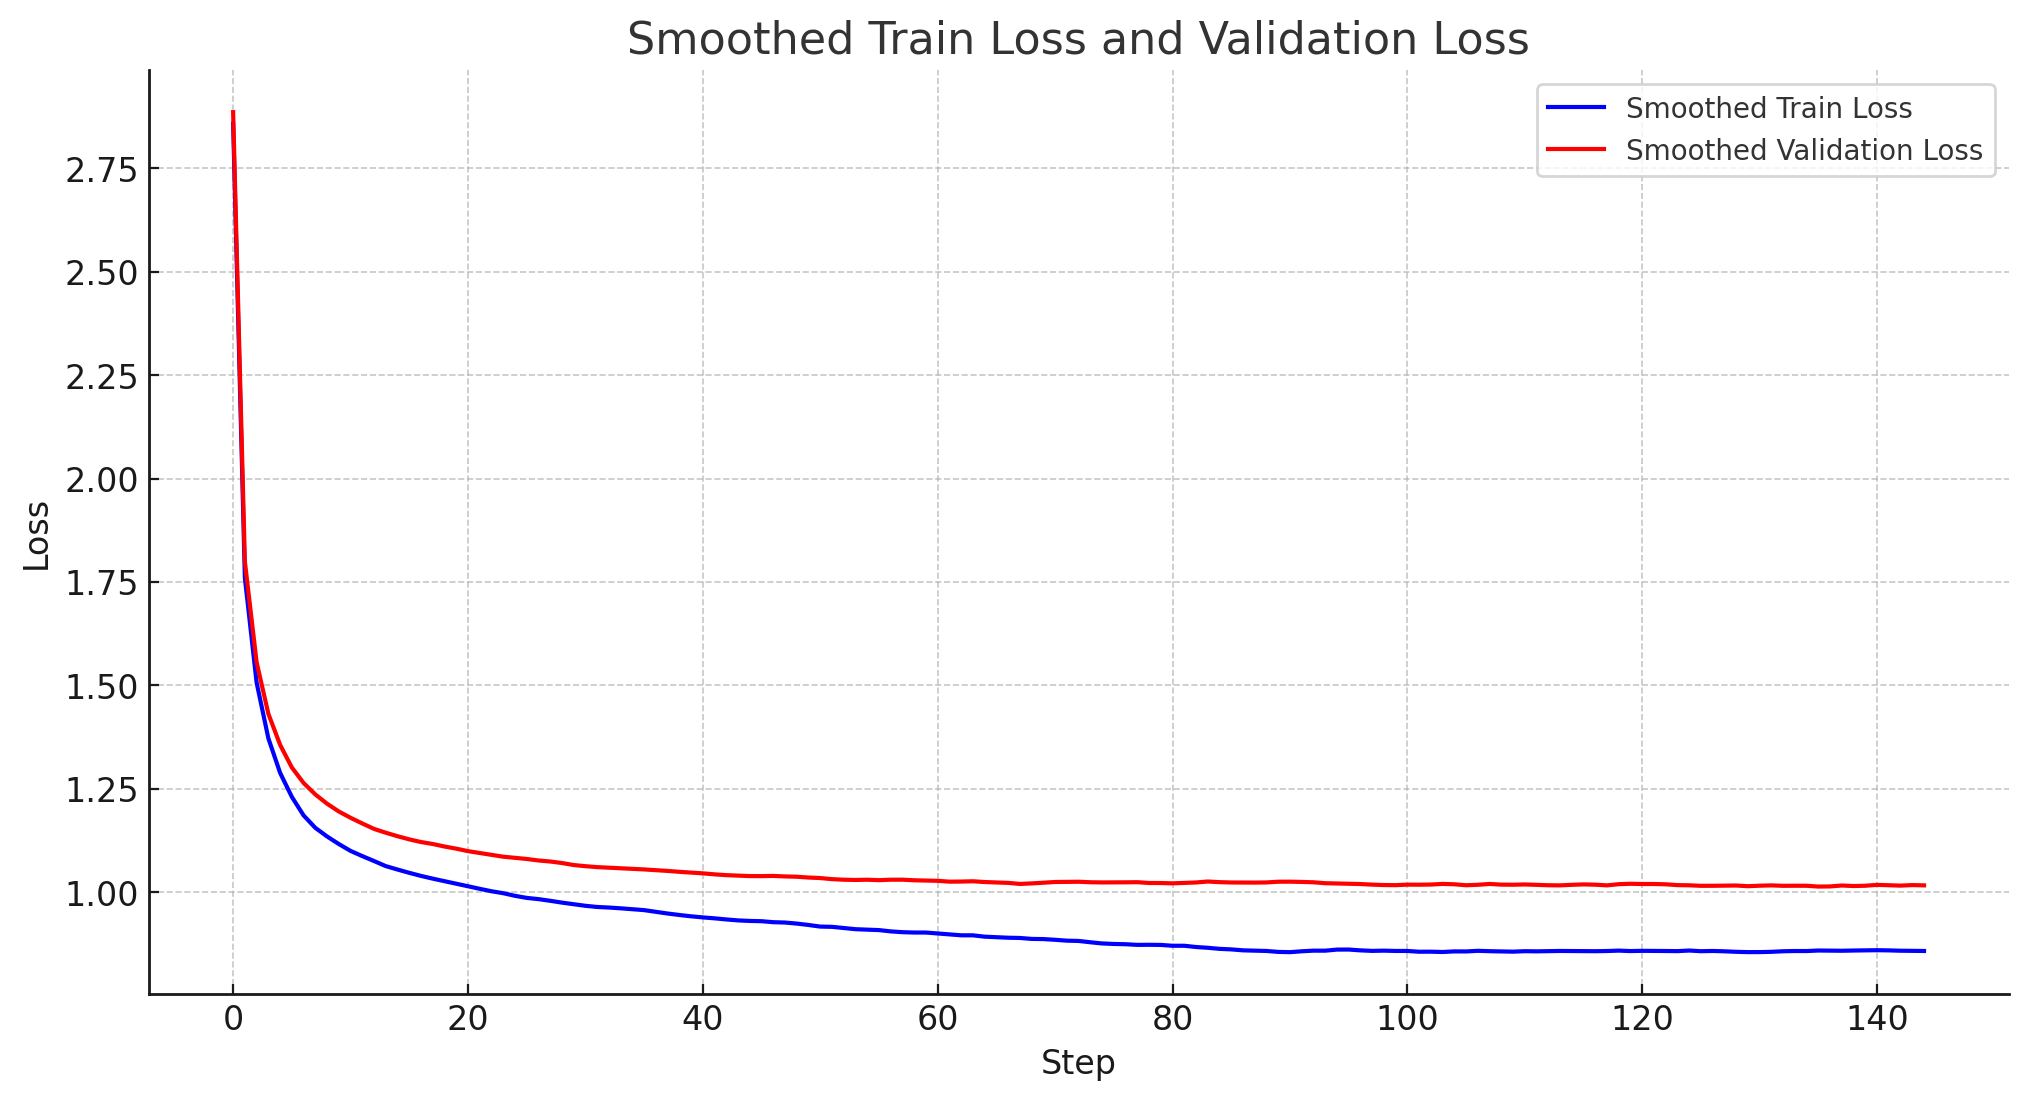 Smoothed Train Loss and Validation Loss
Smoothed Train Loss
Smoothed Validation Loss
2.75
2.50
2.25
2.00
1.75
1.50
1.25
1.00
Loss
0 20 40 60 80 100 120 140
Step